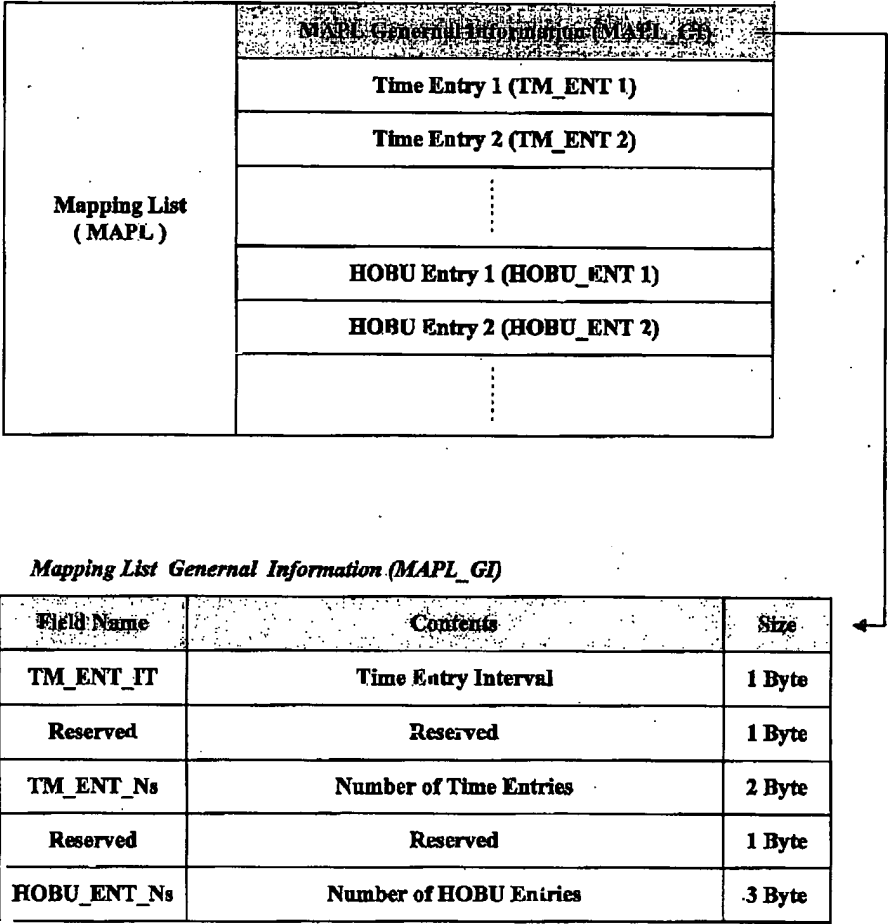 MAPL Genernal Information (MAPL_GI)
Time Entry 1 (TM_ENT 1)
Time Entry 2 (TM_ENT 2)
Mapping List
( MAPL )
HOBU Entry 1 (HOBU_ENT 1)
HOBU Entry 2 (HOBU_ENT 2)
Mapping List Genernal Information (MAPL_GI)
Field Name Contents Size
TM_ENT_IT Time Entry Interval 1 Byte
Reserved Reserved 1 Byte
TM_ENT_Ns Number of Time Entries 2 Byte
Reserved Reserved 1 Byte
HOBU_ENT_Ns Number of HOBU Entries 3 Byte